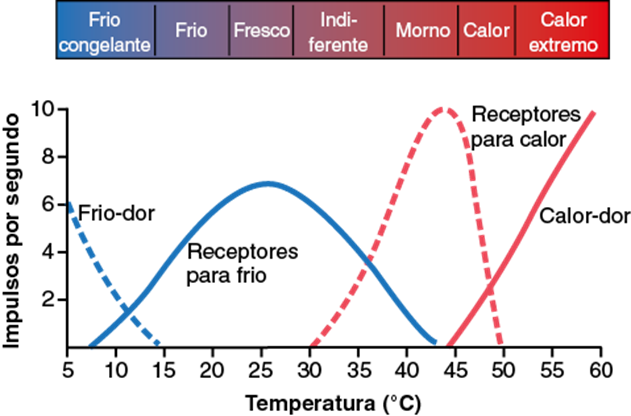 Frio
congelante
Frio
Fresco
Indi-
ferente
Morno
Calor
Calor
extremo
Impulsos por segundo
10
8
6
4
2
Frio-dor
Receptores
para frio
Receptores
para calor
Calor-dor
5 10 15 20 25 30 35 40 45 50 55 60
Temperatura (°C)